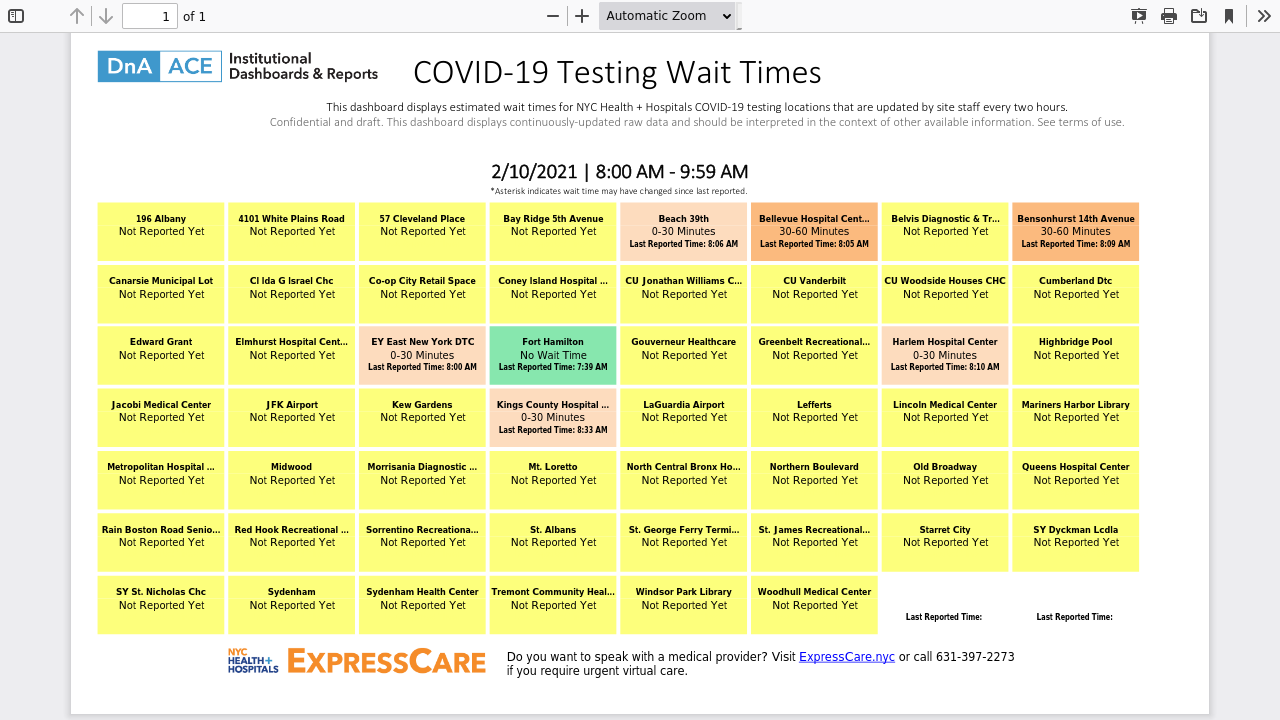 1 of 1
Automatic Zoom
DnA ACE Institutional
Dashboards & Reports
COVID-19 Testing Wait Times
This dashboard displays estimated wait times for NYC Health + Hospitals COVID-19 testing locations that are updated by site staff every two hours.
Confidential and draft. This dashboard displays continuously-updated raw data and should be interpreted in the context of other available information. See terms of use.
2/10/2021 | 8:00 AM - 9:59 AM
*Asterisk indicates wait time may have changed since last reported.
196 Albany
Not Reported Yet
4101 White Plains Road
Not Reported Yet
57 Cleveland Place
Not Reported Yet
Bay Ridge 5th Avenue
Not Reported Yet
Beach 39th
0-30 Minutes
Last Reported Time: 8:06 AM
Bellevue Hospital Cent...
30-60 Minutes
Last Reported Time: 8:05 AM
Belvis Diagnostic & Tr...
Not Reported Yet
Bensonhurst 14th Avenue
30-60 Minutes
Last Reported Time: 8:09 AM
Canarsie Municipal Lot
Not Reported Yet
Cl Ida G Israel Chc
Not Reported Yet
Co-op City Retail Space
Not Reported Yet
Coney Island Hospital ...
Not Reported Yet
CU Jonathan Williams C...
Not Reported Yet
CU Vanderbilt
Not Reported Yet
CU Woodside Houses CHC
Not Reported Yet
Cumberland Dtc
Not Reported Yet
Edward Grant
Not Reported Yet
Elmhurst Hospital Cent...
Not Reported Yet
EY East New York DTC
0-30 Minutes
Last Reported Time: 8:00 AM
Fort Hamilton
No Wait Time
Last Reported Time: 7:39 AM
Gouverneur Healthcare
Not Reported Yet
Greenbelt Recreational...
Not Reported Yet
Harlem Hospital Center
0-30 Minutes
Last Reported Time: 8:10 AM
Highbridge Pool
Not Reported Yet
Jacobi Medical Center
Not Reported Yet
JFK Airport
Not Reported Yet
Kew Gardens
Not Reported Yet
Kings County Hospital ...
0-30 Minutes
Last Reported Time: 8:33 AM
LaGuardia Airport
Not Reported Yet
Lefferts
Not Reported Yet
Lincoln Medical Center
Not Reported Yet
Mariners Harbor Library
Not Reported Yet
Metropolitan Hospital ...
Not Reported Yet
Midwood
Not Reported Yet
Morrisania Diagnostic ...
Not Reported Yet
Mt. Loretto
Not Reported Yet
North Central Bronx Ho...
Not Reported Yet
Northern Boulevard
Not Reported Yet
Old Broadway
Not Reported Yet
Queens Hospital Center
Not Reported Yet
Rain Boston Road Senio...
Not Reported Yet
Red Hook Recreational ...
Not Reported Yet
Sorrentino Recreationa...
Not Reported Yet
St. Albans
Not Reported Yet
St. George Ferry Termi...
Not Reported Yet
St. James Recreational...
Not Reported Yet
Starret City
Not Reported Yet
SY Dyckman Lcdla
Not Reported Yet
SY St. Nicholas Chc
Not Reported Yet
Sydenham
Not Reported Yet
Sydenham Health Center
Not Reported Yet
Tremont Community Heal...
Not Reported Yet
Windsor Park Library
Not Reported Yet
Woodhull Medical Center
Not Reported Yet
Last Reported Time:
Last Reported Time:
NYC
HEALTH+
HOSPITALS
EXPRESSCARE
Do you want to speak with a medical provider? Visit ExpressCare.nyc or call 631-397-2273
if you require urgent virtual care.